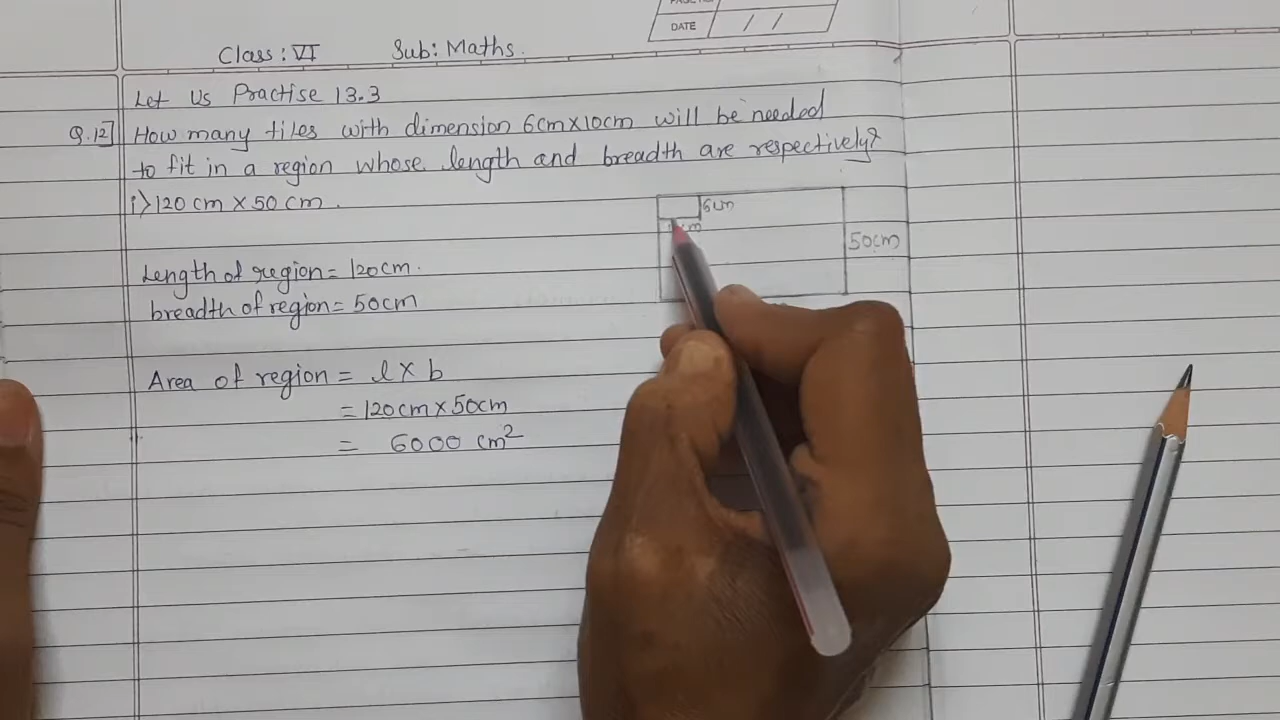 DATE / /
Class: VI Sub: Maths.
Let Us Practise 13.3
Q.12] How many tiles with dimension 6cm×10cm will be needed
to fit in a region whose length and breadth are respectively?
i) 120 cm × 50 cm.
6cm
50cm
Length of region = 120cm.
breadth of region = 50cm
Area of region = l × b
= 120cm × 50cm
= 6000 cm²